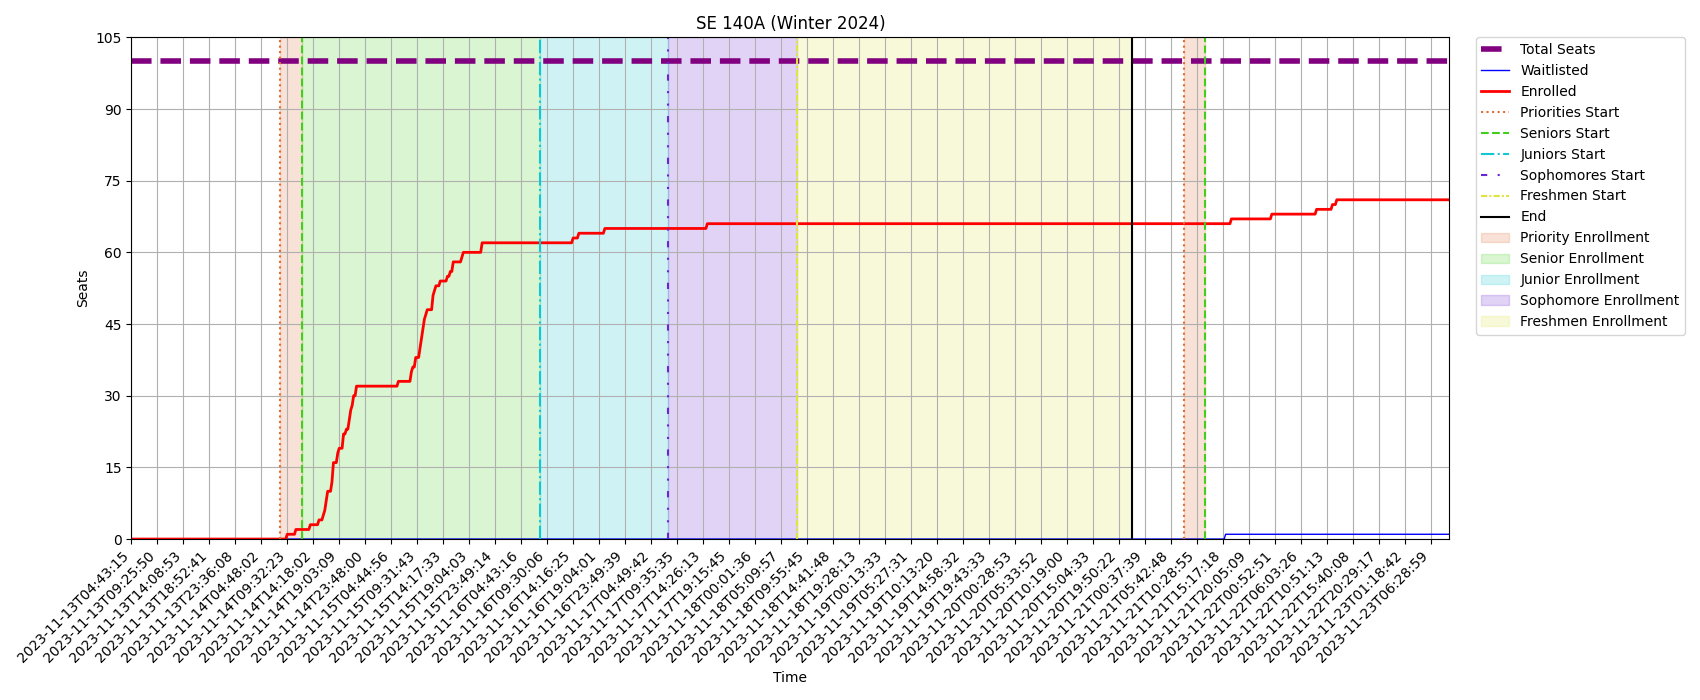 SE 140A (Winter 2024)
105
90
75
60
45
30
15
0
Seats
2023-11-13T04:43:15
2023-11-13T09:25:50
2023-11-13T14:08:53
2023-11-13T18:52:41
2023-11-13T23:36:08
2023-11-14T04:48:02
2023-11-14T09:32:23
2023-11-14T14:18:02
2023-11-14T19:03:09
2023-11-14T23:48:00
2023-11-15T04:44:56
2023-11-15T09:31:43
2023-11-15T14:17:33
2023-11-15T19:04:03
2023-11-15T23:49:14
2023-11-16T04:43:16
2023-11-16T09:30:06
2023-11-16T14:16:25
2023-11-16T19:04:01
2023-11-16T23:49:39
2023-11-17T04:49:42
2023-11-17T09:35:35
2023-11-17T14:26:13
2023-11-17T19:15:45
2023-11-18T00:01:36
2023-11-18T05:09:57
2023-11-18T09:55:45
2023-11-18T14:41:48
2023-11-18T19:28:13
2023-11-19T00:13:33
2023-11-19T05:27:31
2023-11-19T10:13:20
2023-11-19T14:58:32
2023-11-19T19:43:33
2023-11-20T00:28:53
2023-11-20T05:33:52
2023-11-20T10:19:00
2023-11-20T15:04:33
2023-11-20T19:50:22
2023-11-21T00:37:39
2023-11-21T05:42:48
2023-11-21T10:28:55
2023-11-21T15:17:18
2023-11-21T20:05:09
2023-11-22T00:52:51
2023-11-22T06:03:26
2023-11-22T10:51:13
2023-11-22T15:40:08
2023-11-22T20:29:17
2023-11-23T01:18:42
2023-11-23T06:28:59
Time
Total Seats
Waitlisted
Enrolled
Priorities Start
Seniors Start
Juniors Start
Sophomores Start
Freshmen Start
End
Priority Enrollment
Senior Enrollment
Junior Enrollment
Sophomore Enrollment
Freshmen Enrollment